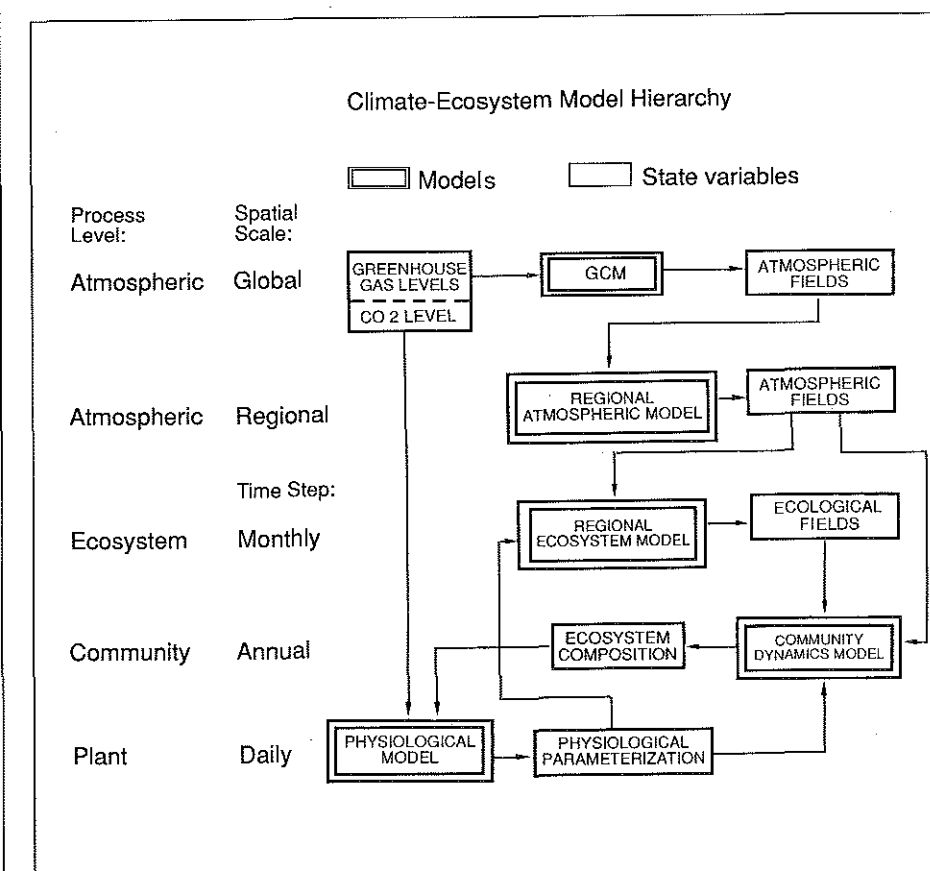 Climate-Ecosystem Model Hierarchy
Models
State variables
Process
Level:
Spatial
Scale:
Atmospheric
Global
GREENHOUSE
GAS LEVELS
CO 2 LEVEL
GCM
ATMOSPHERIC
FIELDS
Atmospheric
Regional
REGIONAL
ATMOSPHERIC MODEL
ATMOSPHERIC
FIELDS
Time Step:
Ecosystem
Monthly
REGIONAL
ECOSYSTEM MODEL
ECOLOGICAL
FIELDS
Community
Annual
ECOSYSTEM
COMPOSITION
COMMUNITY
DYNAMICS MODEL
Plant
Daily
PHYSIOLOGICAL
MODEL
PHYSIOLOGICAL
PARAMETERIZATION